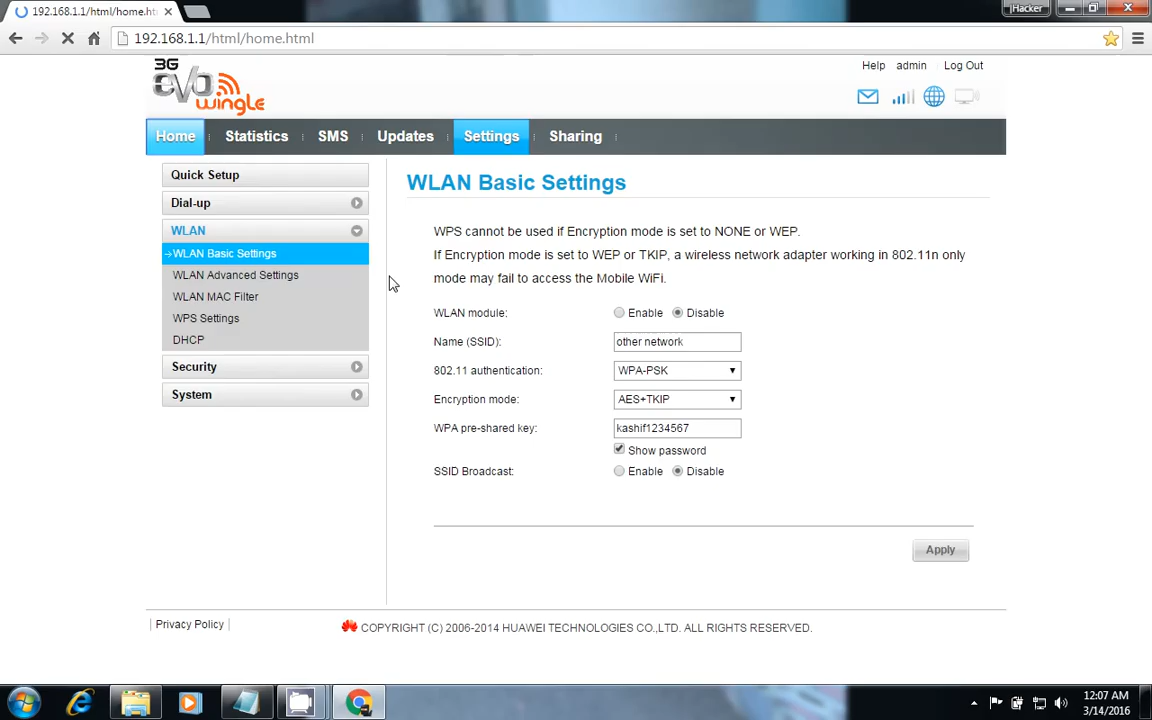 192.168.1.1/html/home.ht
jHacker
192.168.1.1/html/home.html
3G
evo
wingle
Help admin Log Out
Home Statistics SMS Updates Settings Sharing
Quick Setup
Dial-up
WLAN
WLAN Basic Settings
WLAN Advanced Settings
WLAN MAC Filter
WPS Settings
DHCP
Security
System
WLAN Basic Settings
WPS cannot be used if Encryption mode is set to NONE or WEP.
If Encryption mode is set to WEP or TKIP, a wireless network adapter working in 802.11n only
mode may fail to access the Mobile WiFi.
WLAN module: Enable Disable
Name (SSID): other network
802.11 authentication: WPA-PSK
Encryption mode: AES+TKIP
WPA pre-shared key: kashif1234567
Show password
SSID Broadcast: Enable Disable
Apply
Privacy Policy
COPYRIGHT (C) 2006-2014 HUAWEI TECHNOLOGIES CO.,LTD. ALL RIGHTS RESERVED.
12:07 AM
3/14/2016